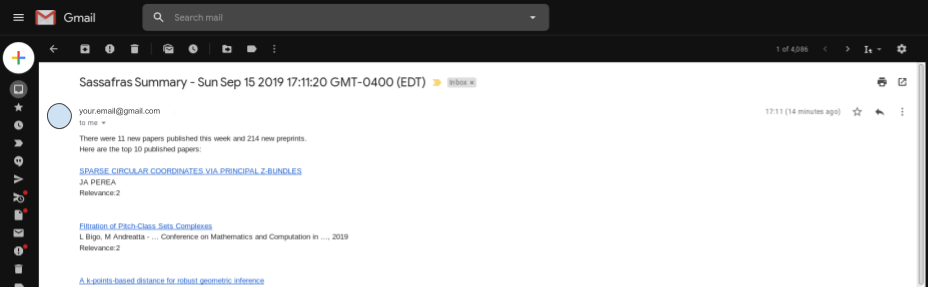 Gmail
Search mail
1 of 4,086
Sassafras Summary - Sun Sep 15 2019 17:11:20 GMT-0400 (EDT)
Inbox x
your.email@gmail.com
17:11 (14 minutes ago)
to me
There were 11 new papers published this week and 214 new preprints.
Here are the top 10 published papers:
SPARSE CIRCULAR COORDINATES VIA PRINCIPAL Z-BUNDLES
JA PEREA
Relevance:2
Filtration of Pitch-Class Sets Complexes
L Bigo, M Andreatta - ... Conference on Mathematics and Computation in ..., 2019
Relevance:2
A k-points-based distance for robust geometric inference